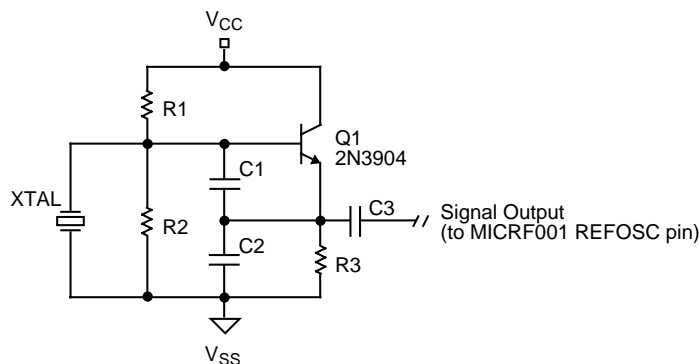 VCC
R1
Q1
2N3904
C1
XTAL
C3
Signal Output
(to MICRF001 REFOSC pin)
R2
C2
R3
VSS